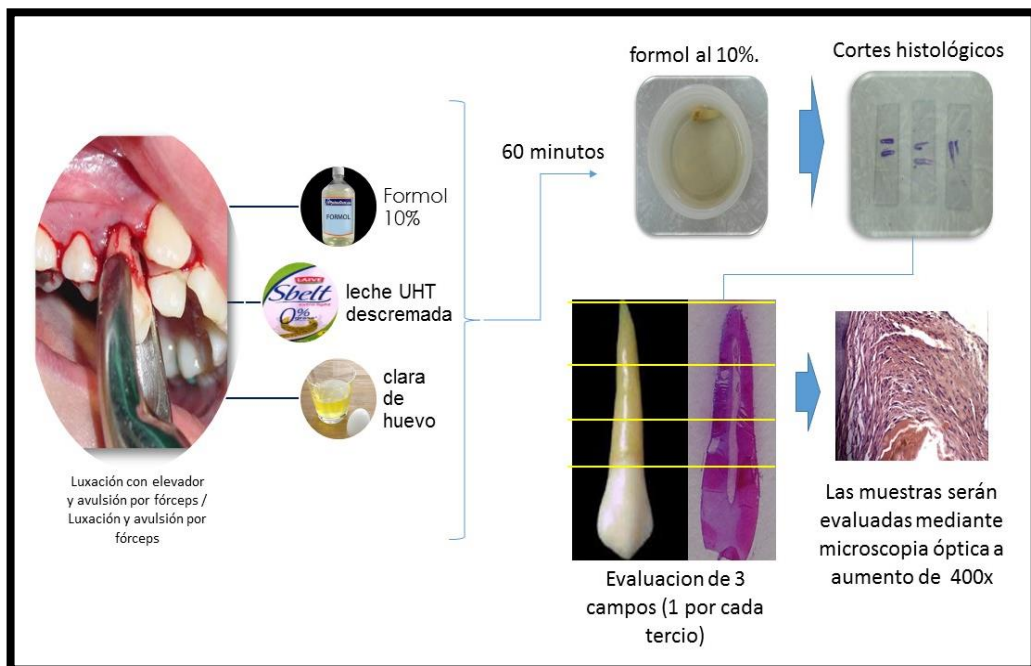 formol al 10%.
Cortes histológicos
60 minutos
FORMOL
Formol
10%
LAIVE
Sbelt
0%
leche UHT
descremada
clara
de
huevo
Luxación con elevador
y avulsión por fórceps /
Luxación y avulsión por
fórceps
Evaluacion de 3
campos (1 por cada
tercio)
Las muestras serán
evaluadas mediante
microscopia óptica a
aumento de 400x